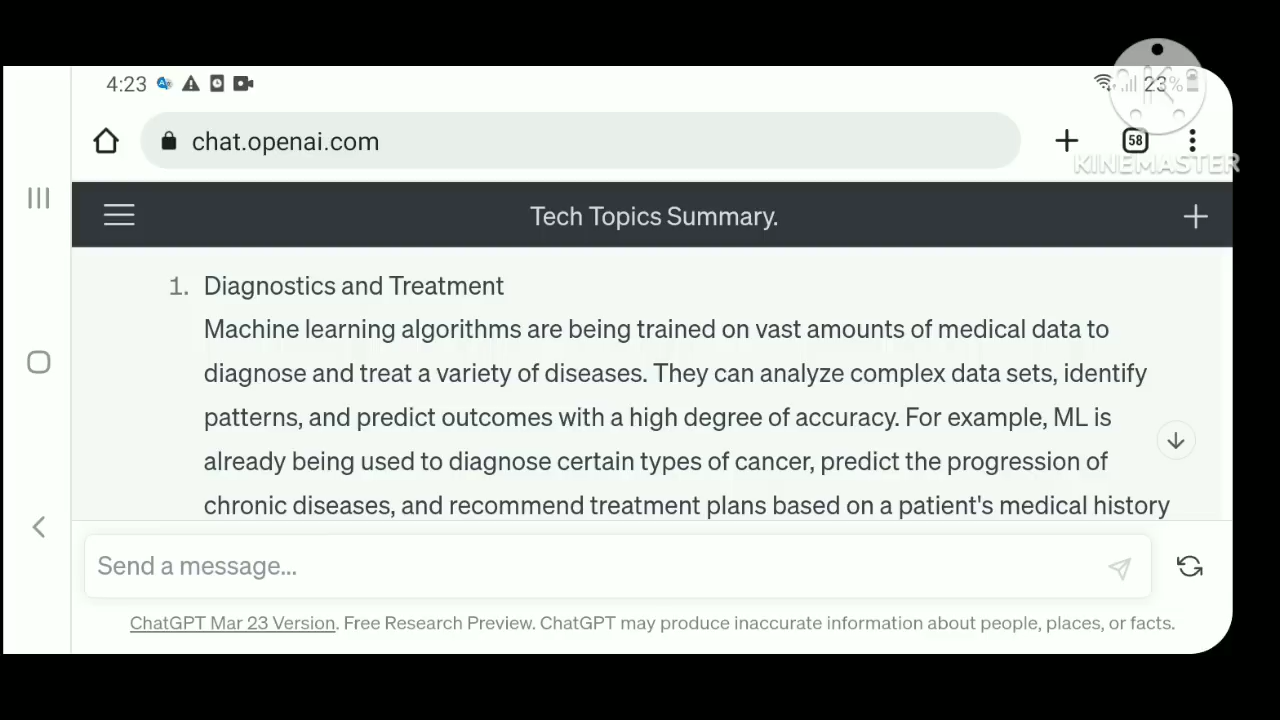 4:23
23%
chat.openai.com
58
KINEMASTER
Tech Topics Summary.
1. Diagnostics and Treatment
Machine learning algorithms are being trained on vast amounts of medical data to
diagnose and treat a variety of diseases. They can analyze complex data sets, identify
patterns, and predict outcomes with a high degree of accuracy. For example, ML is
already being used to diagnose certain types of cancer, predict the progression of
chronic diseases, and recommend treatment plans based on a patient's medical history
Send a message...
ChatGPT Mar 23 Version. Free Research Preview. ChatGPT may produce inaccurate information about people, places, or facts.